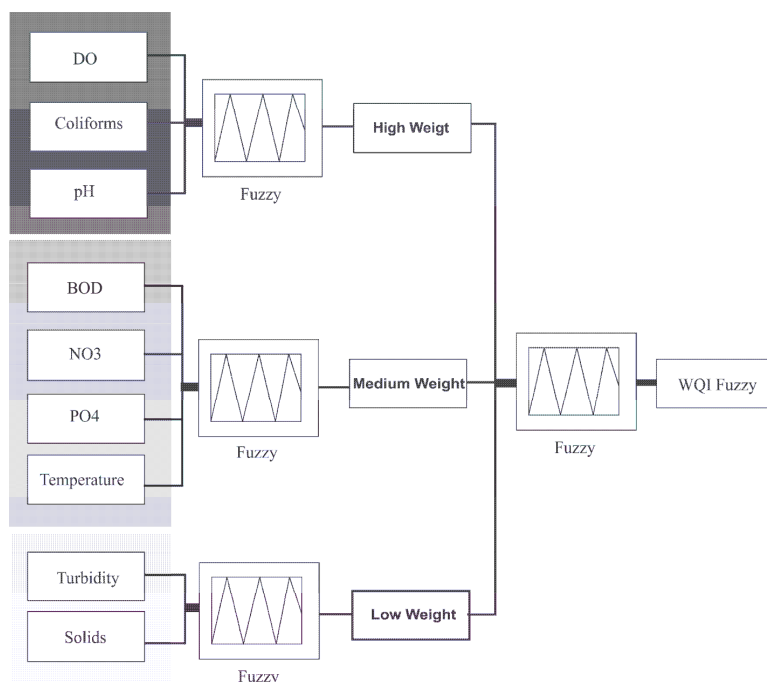 DO
Coliforms
pH
Fuzzy
High Weigt
BOD
NO3
PO4
Temperature
Fuzzy
Medium Weight
Turbidity
Solids
Fuzzy
Low Weight
Fuzzy
WQI Fuzzy